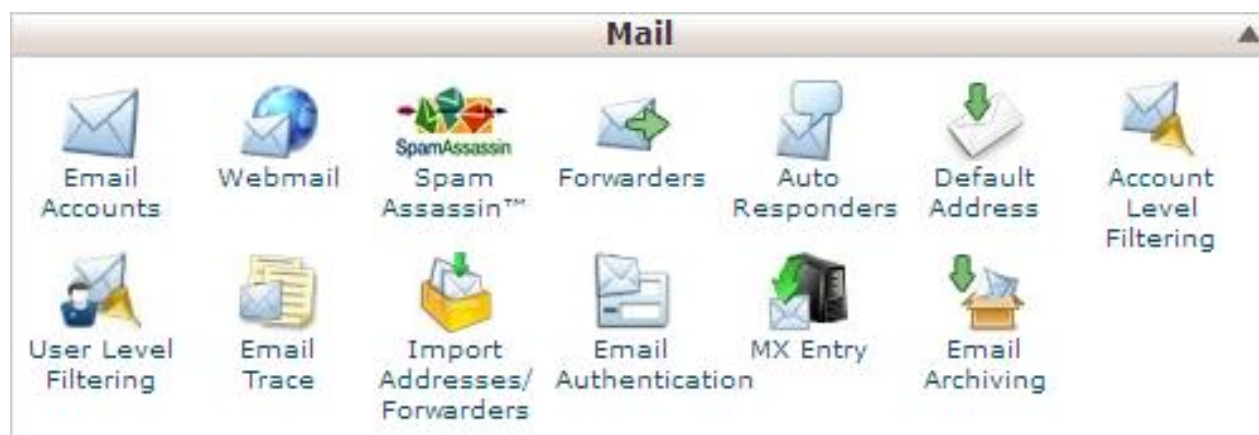 Mail
Email
Accounts
Webmail
SpamAssassin
Spam
Assassin™
Forwarders
Auto
Responders
Default
Address
Account
Level
Filtering
User Level
Filtering
Email
Trace
Import
Addresses/
Forwarders
Email
Authentication
MX Entry
Email
Archiving